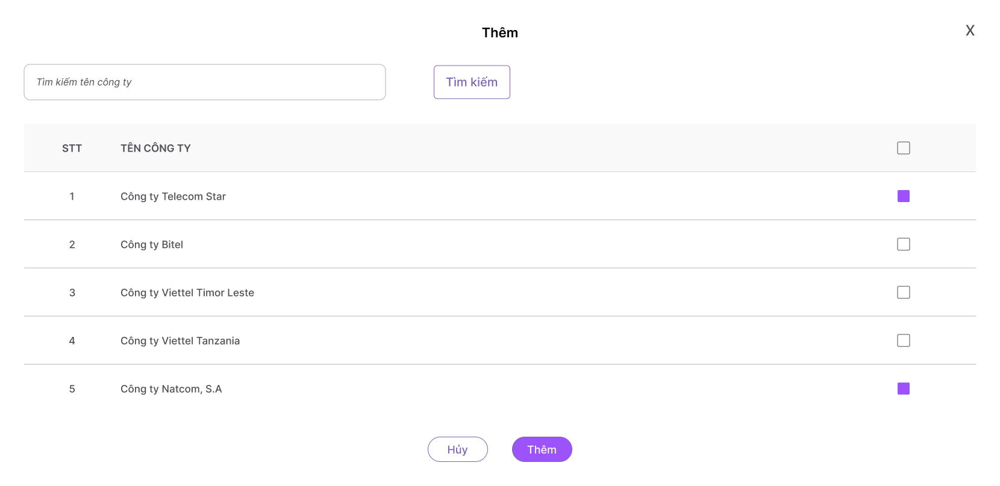 Thêm
X
Tìm kiếm tên công ty
Tìm kiếm
STT TÊN CÔNG TY
1 Công ty Telecom Star
2 Công ty Bitel
3 Công ty Viettel Timor Leste
4 Công ty Viettel Tanzania
5 Công ty Natcom, S.A
Hủy Thêm